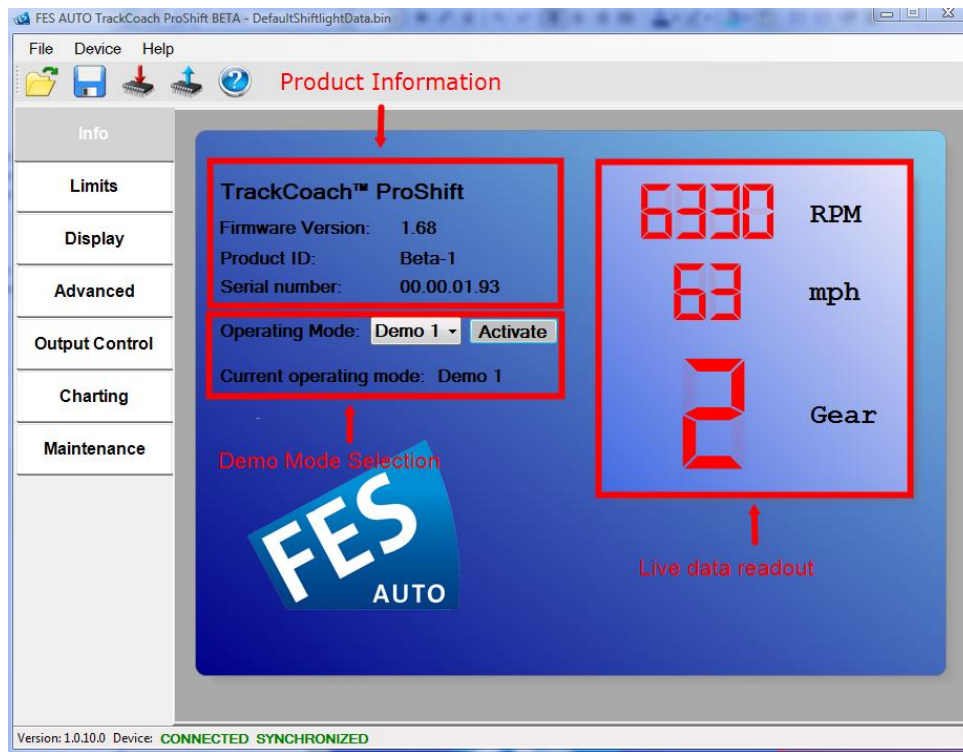 FES AUTO TrackCoach ProShift BETA - DefaultShiftlightData.bin
File Device Help
Product Information
Info
Limits
Display
Advanced
Output Control
Charting
Maintenance
TrackCoach™ ProShift
Firmware Version: 1.68
Product ID: Beta-1
Serial number: 00.00.01.93
Operating Mode: Demo 1 Activate
Current operating mode: Demo 1
Demo Mode Selection
FES
AUTO
6330 RPM
63 mph
2 Gear
Live data readout
Version: 1.0.10.0 Device: CONNECTED SYNCHRONIZED